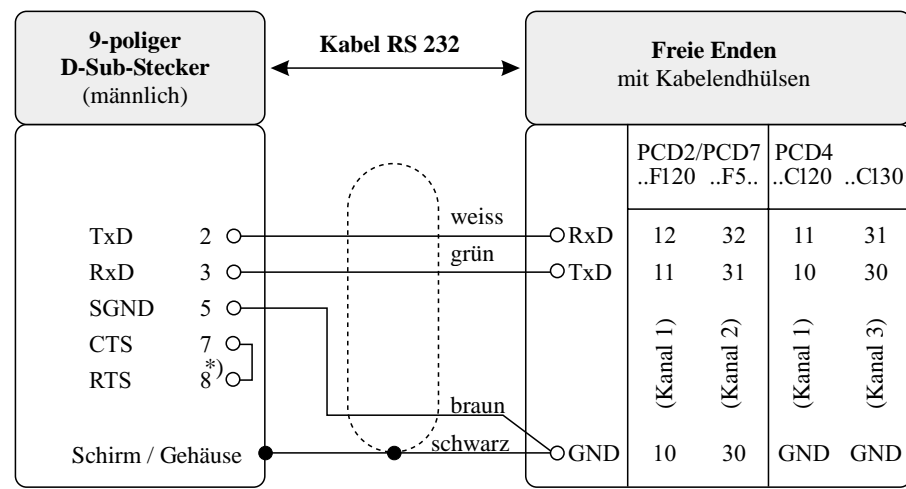 9-poliger
D-Sub-Stecker
(männlich)
Kabel RS 232
Freie Enden
mit Kabelendhülsen
PCD2/PCD7 PCD4
..F120 ..F5.. ..Cl20 ..Cl30
TxD 2 weiss RxD 12 32 11 31
RxD 3 grün TxD 11 31 10 30
SGND 5
CTS 7
RTS 8 *)
(Kanal 1) (Kanal 2) (Kanal 1) (Kanal 3)
braun
Schirm / Gehäuse schwarz GND 10 30 GND GND